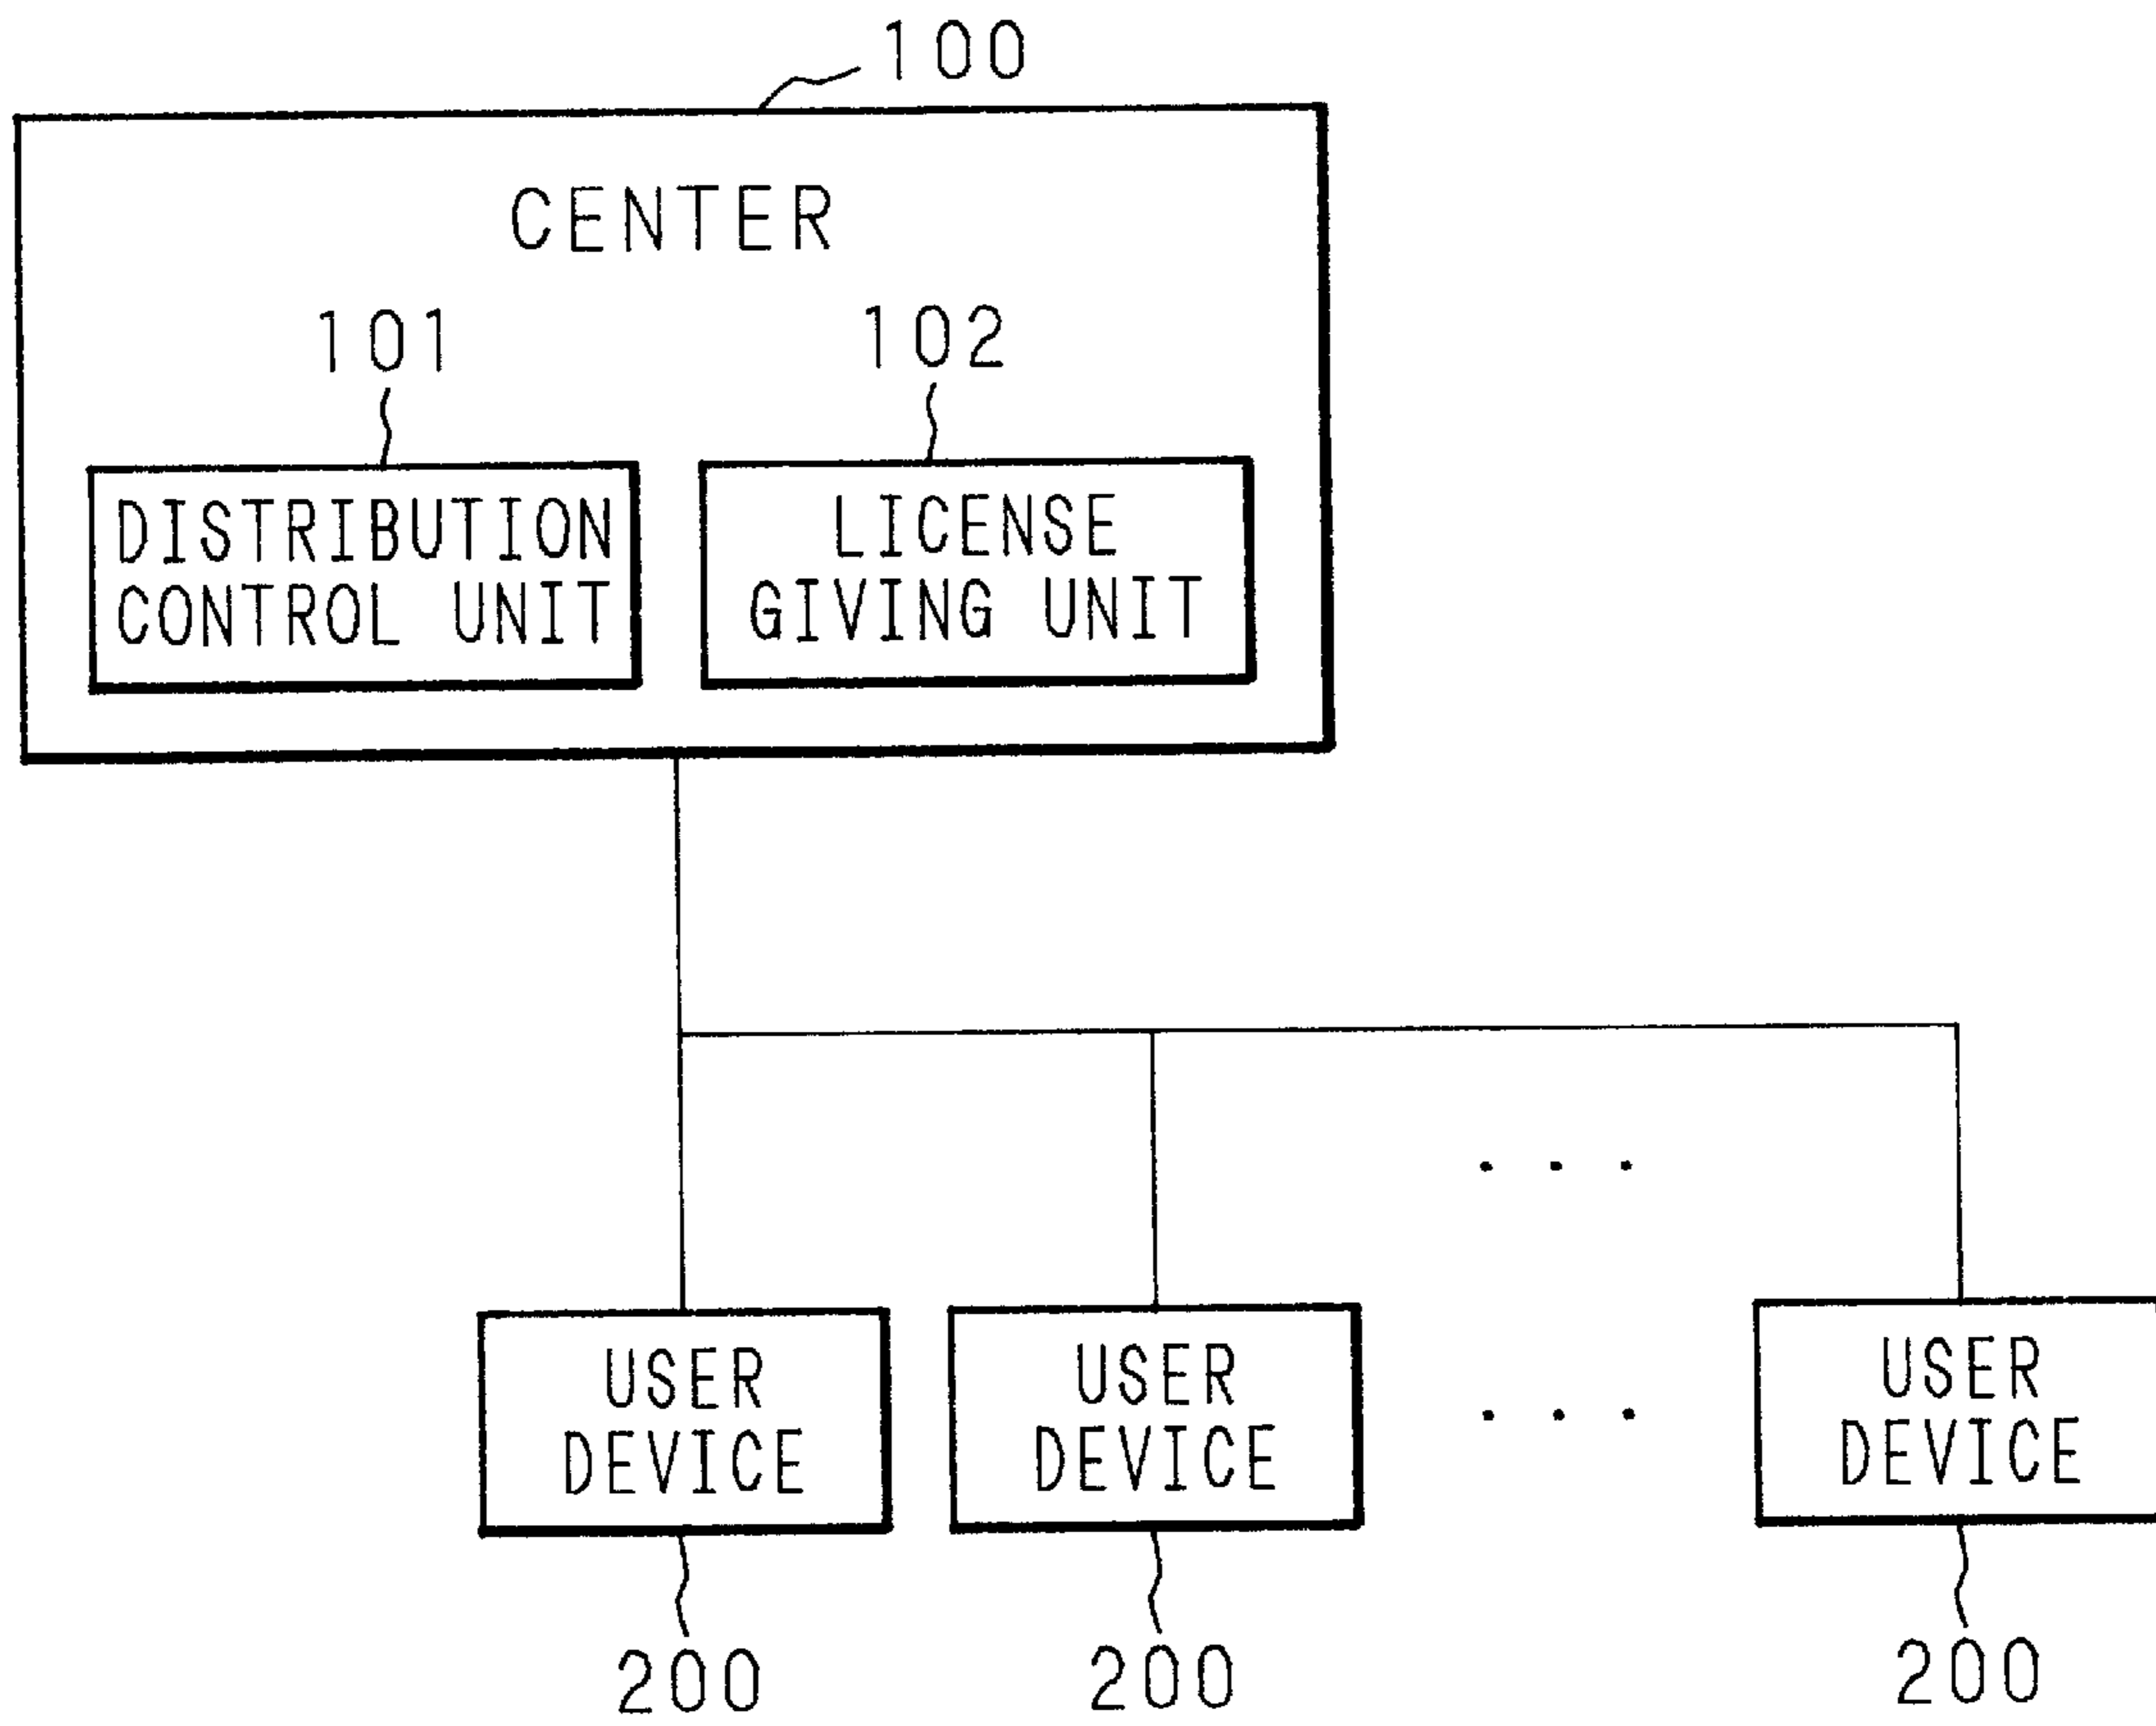 100
CENTER
101
102
DISTRIBUTION
CONTROL UNIT
LICENSE
GIVING UNIT
. . .
USER
DEVICE
USER
DEVICE
. . .
USER
DEVICE
200
200
200